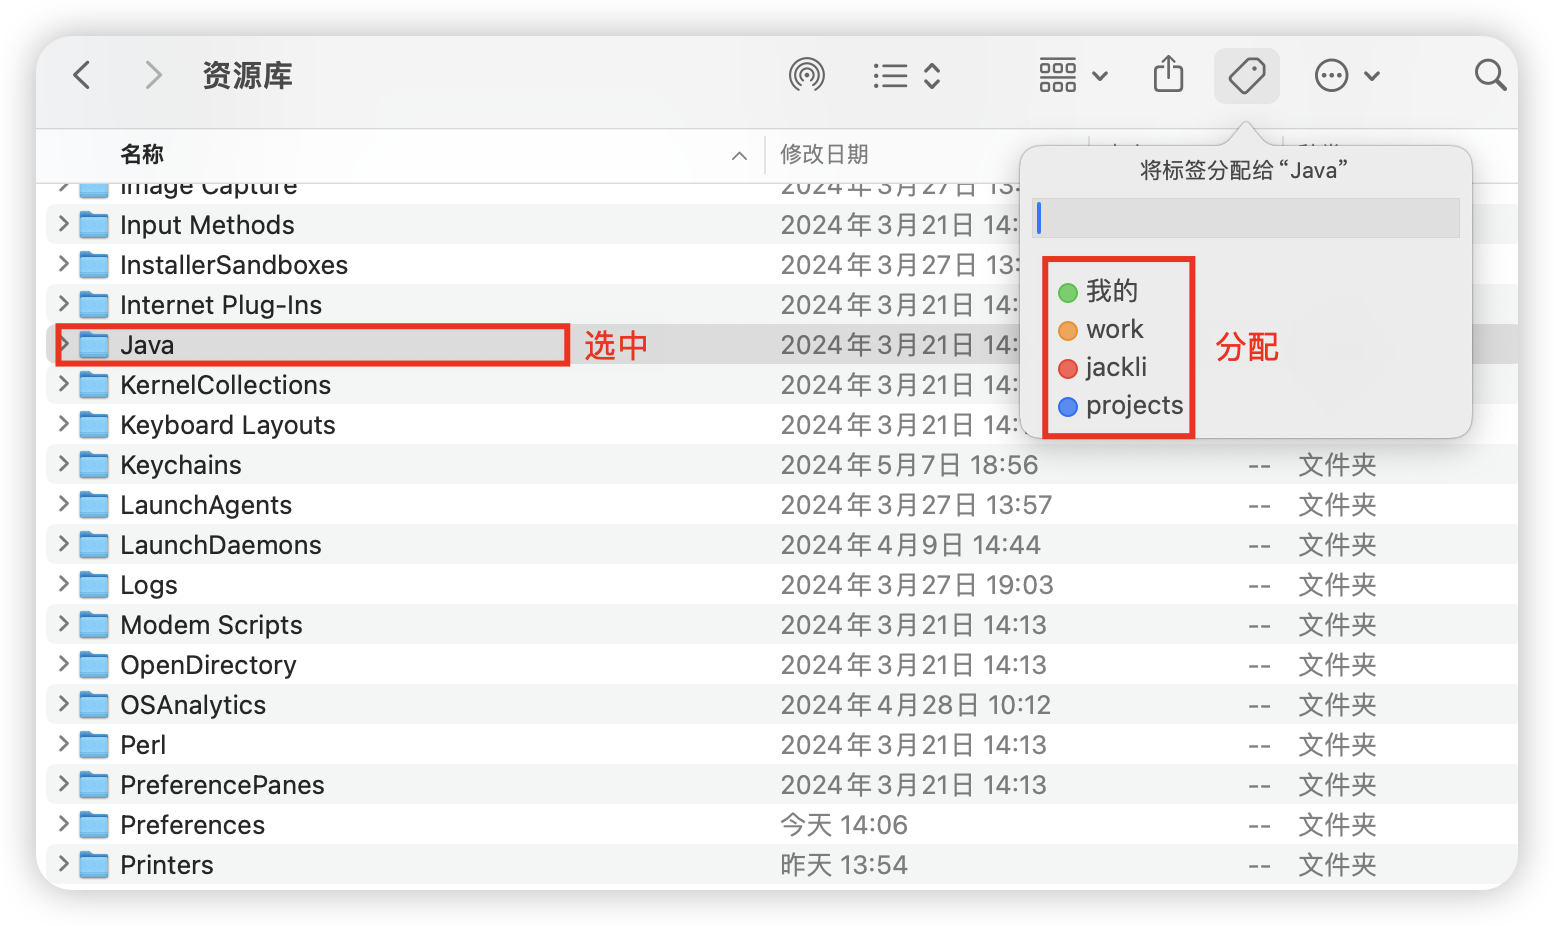 资源库
名称 修改日期
将标签分配给“Java”
Image Capture 2024年3月27日 13:
Input Methods 2024年3月21日 14:
InstallerSandboxes 2024年3月27日 13:
Internet Plug-Ins 2024年3月21日 14:
Java 选中 2024年3月21日 14:
KernelCollections 2024年3月21日 14:
Keyboard Layouts 2024年3月21日 14:
我的
work
jackli
projects
分配
Keychains 2024年5月7日 18:56 -- 文件夹
LaunchAgents 2024年3月27日 13:57 -- 文件夹
LaunchDaemons 2024年4月9日 14:44 -- 文件夹
Logs 2024年3月27日 19:03 -- 文件夹
Modem Scripts 2024年3月21日 14:13 -- 文件夹
OpenDirectory 2024年3月21日 14:13 -- 文件夹
OSAnalytics 2024年4月28日 10:12 -- 文件夹
Perl 2024年3月21日 14:13 -- 文件夹
PreferencePanes 2024年3月21日 14:13 -- 文件夹
Preferences 今天 14:06 -- 文件夹
Printers 昨天 13:54 -- 文件夹